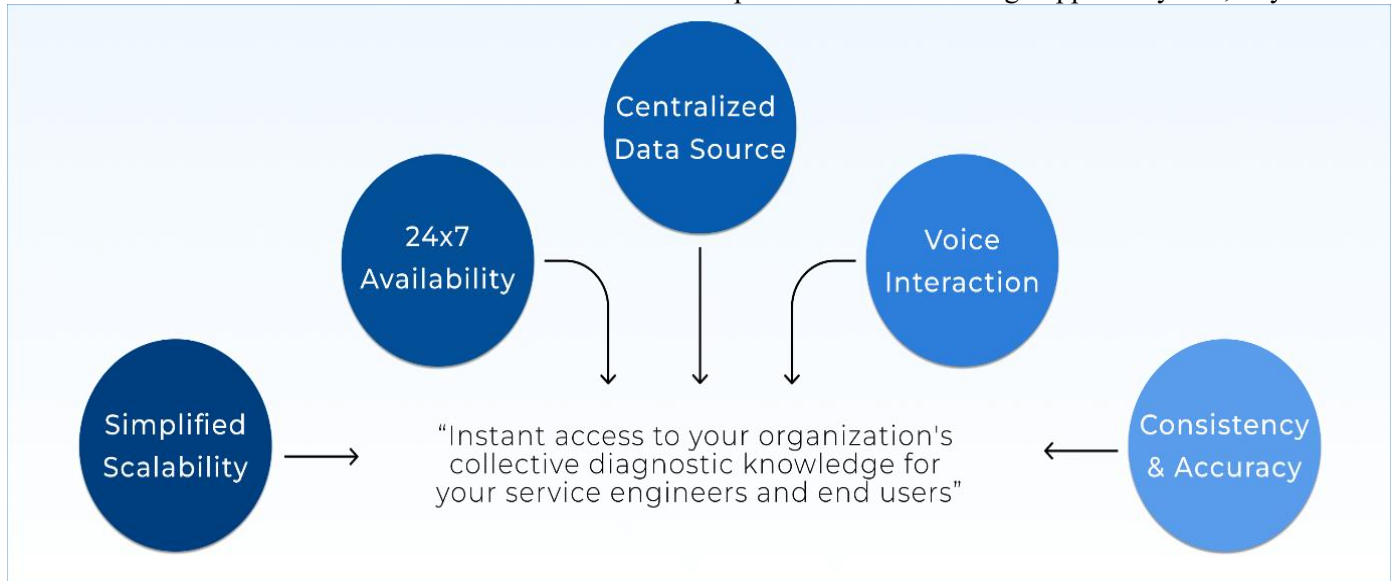 Centralized
Data Source
24x7
Availability
Voice
Interaction
Simplified
Scalability
“Instant access to your organization's
collective diagnostic knowledge for
your service engineers and end users”
Consistency
& Accuracy